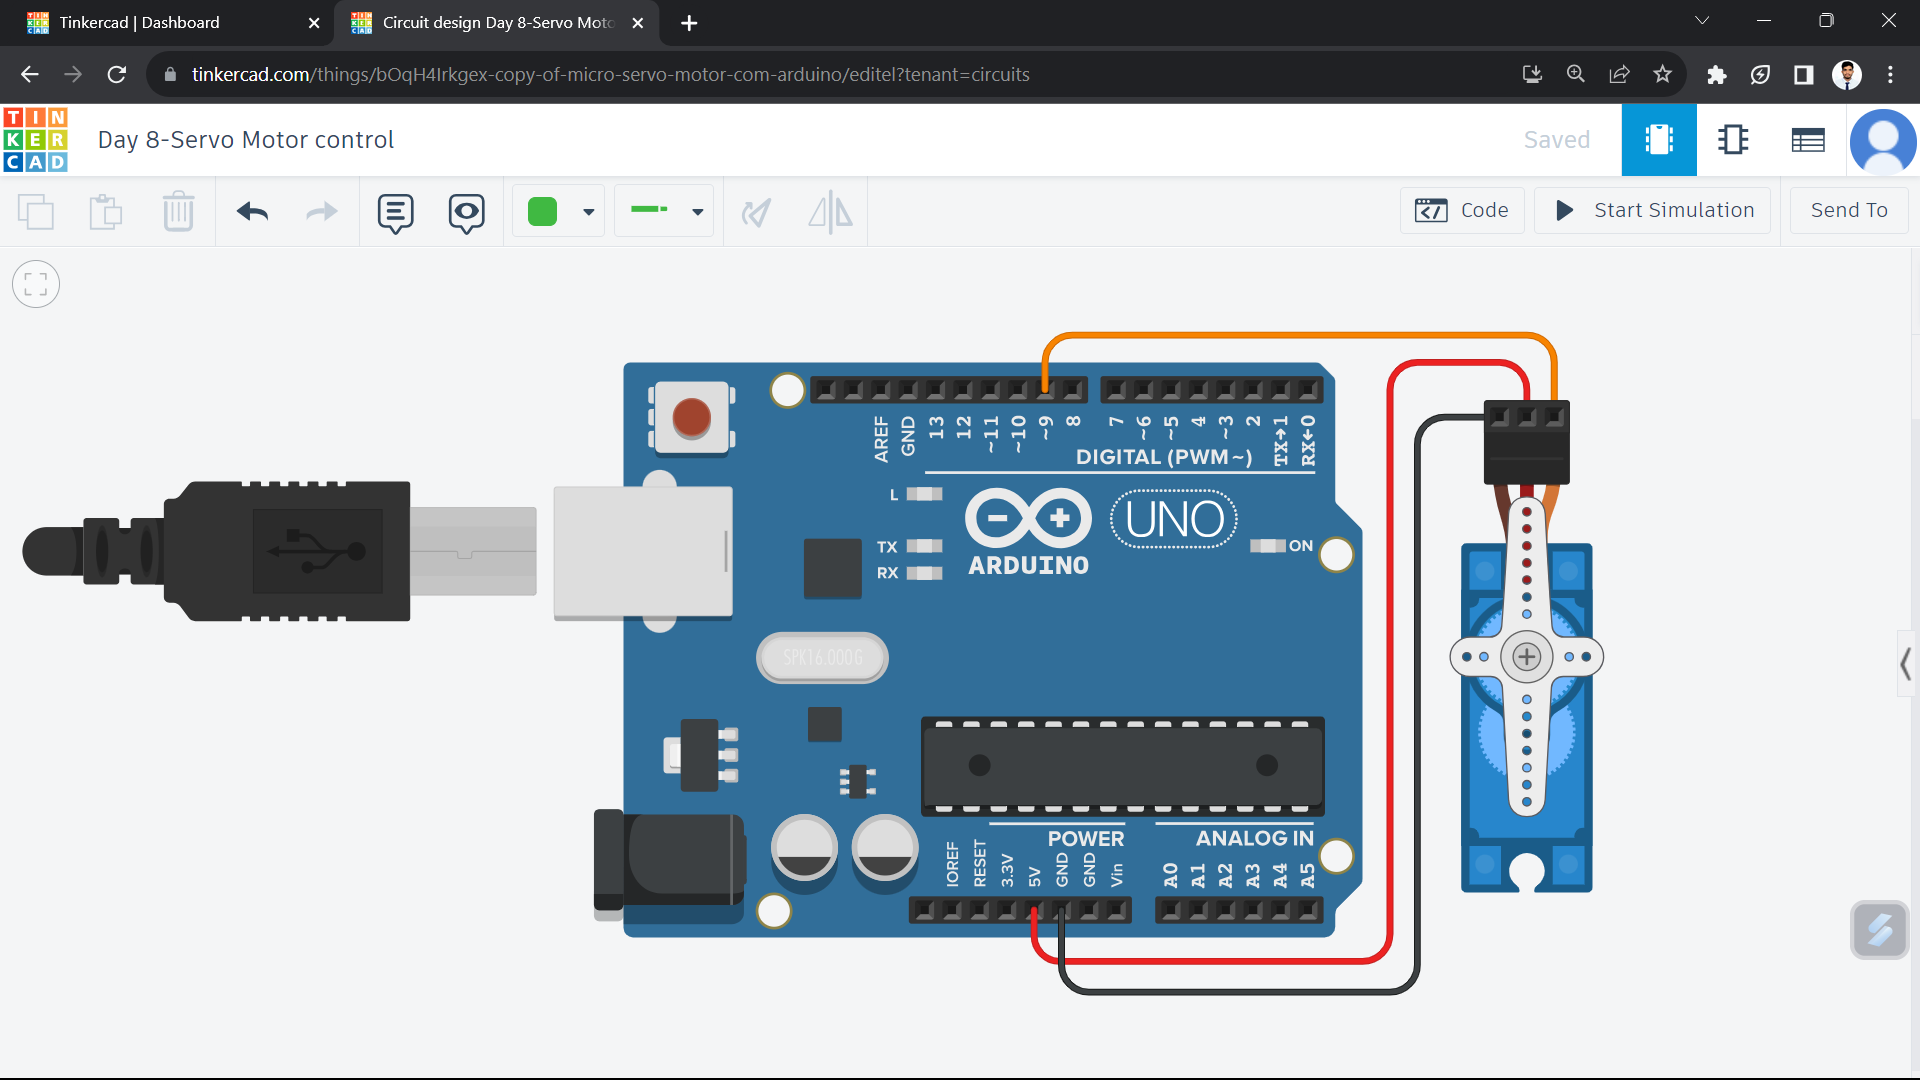 Tinkercad | Dashboard
Circuit design Day 8-Servo Moto
tinkercad.com/things/bOqH4Irkgex-copy-of-micro-servo-motor-com-arduino/editel?tenant=circuits
TIN
KER
CAD
Day 8-Servo Motor control
Saved
Code
Start Simulation
Send To
AREF
GND
13
12
~11
~10
~9
8
7
~6
~5
4
~3
2
TX→1
RX←0
DIGITAL (PWM~)
L
TX
RX
ARDUINO
UNO
ON
SPK16.000G
POWER
ANALOG IN
IOREF
RESET
3.3V
5V
GND
GND
Vin
A0
A1
A2
A3
A4
A5